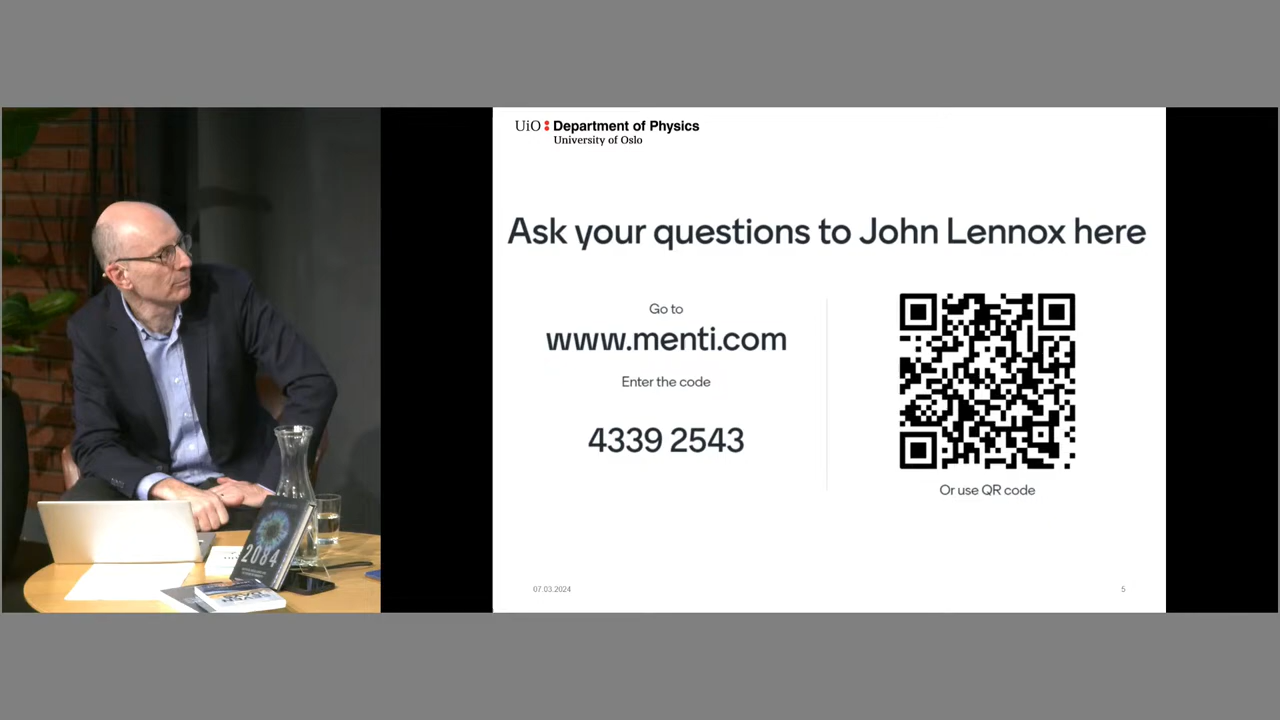 UiO : Department of Physics
University of Oslo
Ask your questions to John Lennox here
Go to
www.menti.com
Enter the code
4339 2543
Or use QR code
07.03.2024
5
2084